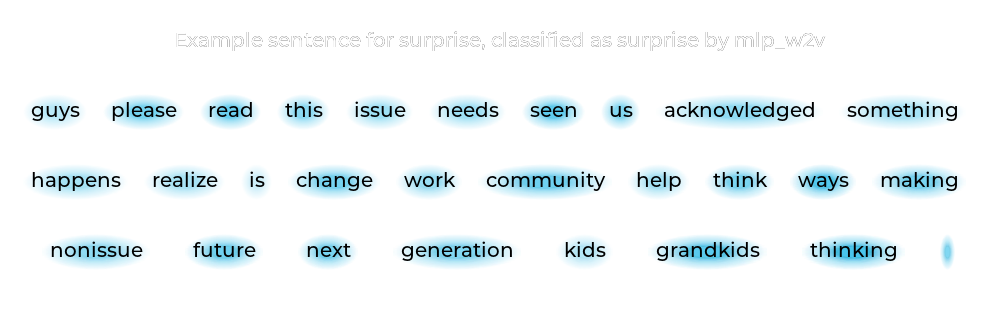 Example sentence for surprise, classified as surprise by mlp_w2v
guys please read this issue needs seen us acknowledged something
happens realize is change work community help think ways making
nonissue future next generation kids grandkids thinking